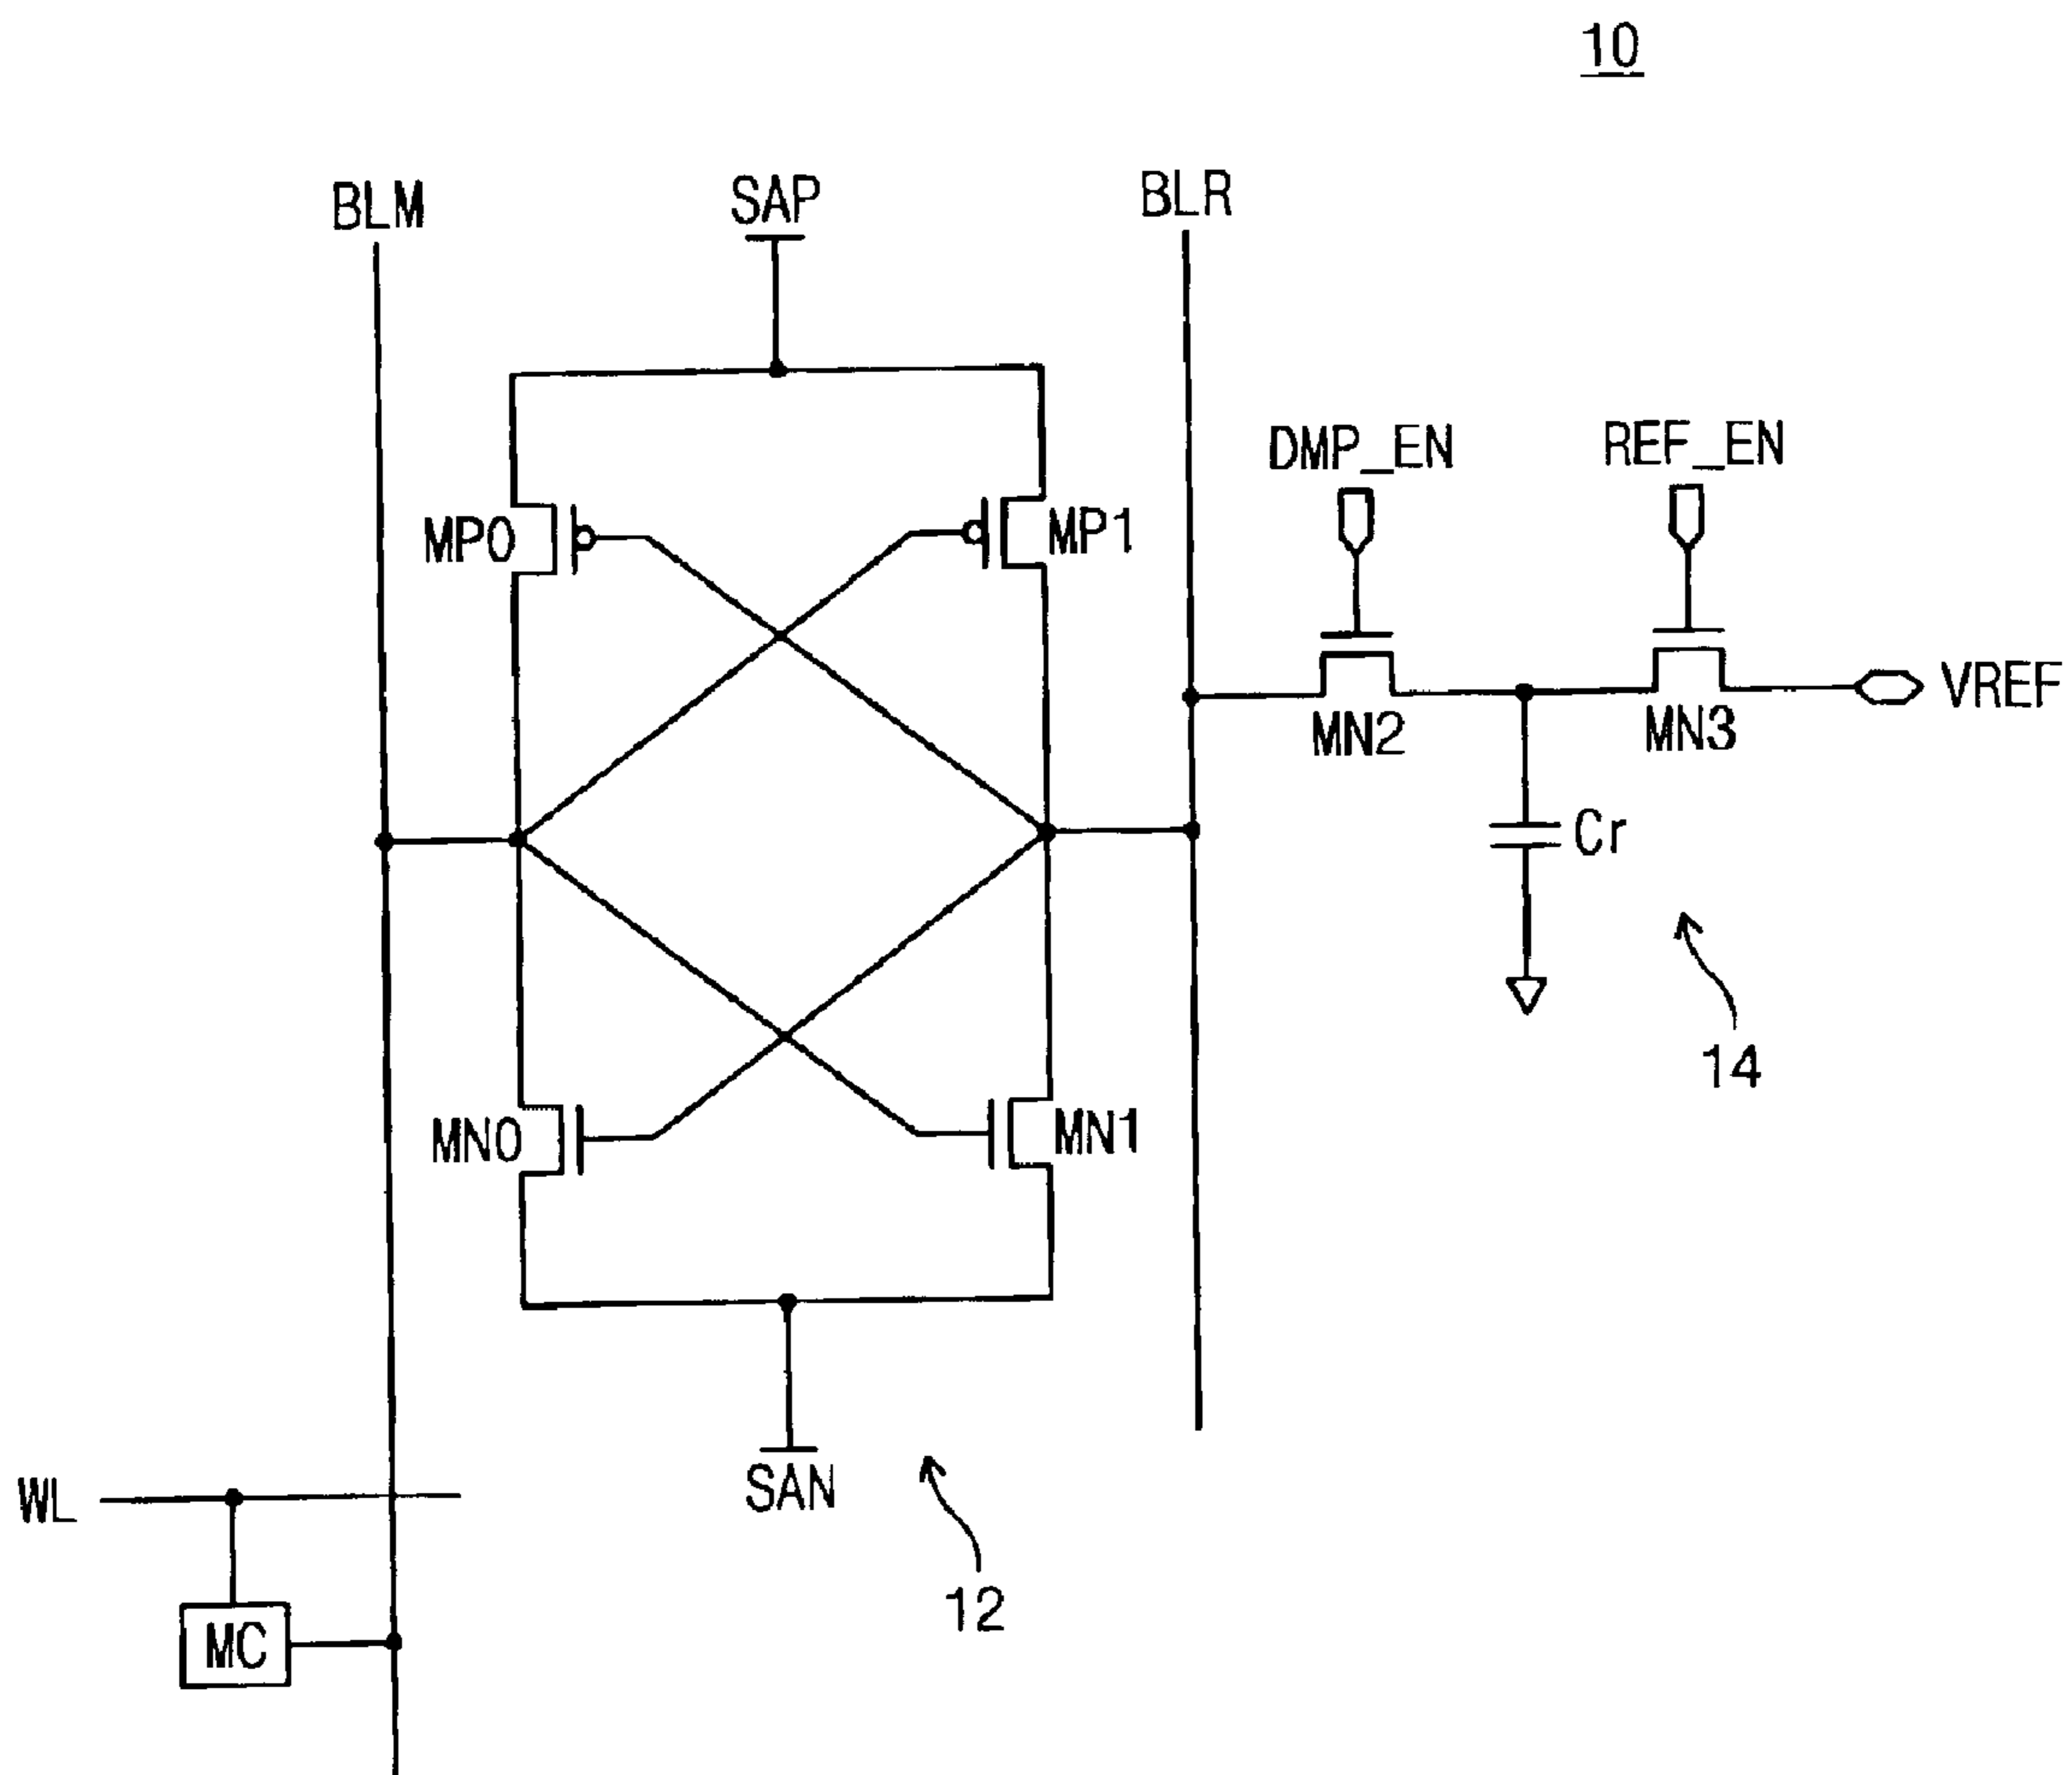 10
BLM
SAP
BLR
DMP_EN
REF_EN
MP0
MP1
VREF
MN2
MN3
Cr
14
MN0
MN1
SAN
WL
12
MC